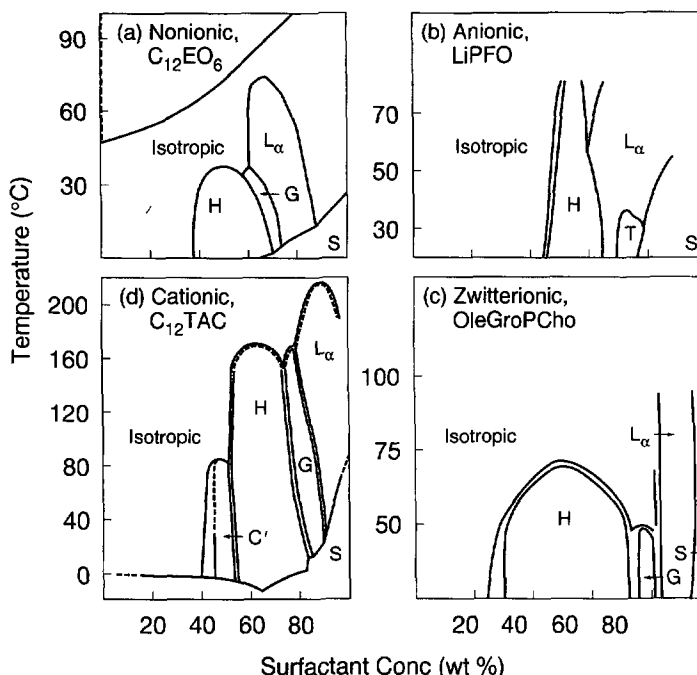 (a) Nonionic,
C₁₂EO₆
90
60
30
Isotropic
Lα
H
G
S
(b) Anionic,
LiPFO
70
50
30
Isotropic
Lα
H
T
S
Temperature (°C)
(d) Cationic,
C₁₂TAC
200
160
120
80
40
0
Isotropic
Lα
H
G
C'
S
20 40 60 80
(c) Zwitterionic,
OleGroPCho
100
75
50
Isotropic
Lα
H
S
G
20 40 60 80
Surfactant Conc (wt %)